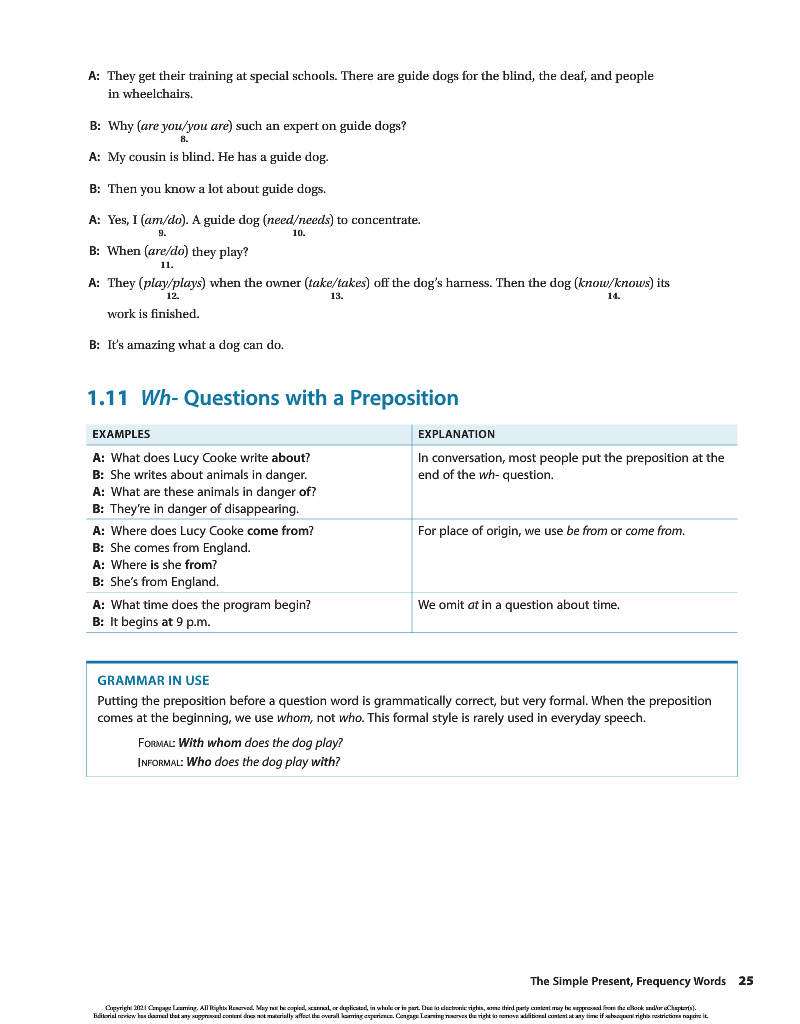 A: They get their training at special schools. There are guide dogs for the blind, the deaf, and people
in wheelchairs.
B: Why (are you/you are) such an expert on guide dogs?
8.
A: My cousin is blind. He has a guide dog.
B: Then you know a lot about guide dogs.
A: Yes, I (am/do). A guide dog (need/needs) to concentrate.
9. 10.
B: When (are/do) they play?
11.
A: They (play/plays) when the owner (take/takes) off the dog's harness. Then the dog (know/knows) its
12. 13. 14.
work is finished.
B: It's amazing what a dog can do.
1.11 Wh- Questions with a Preposition
EXAMPLES EXPLANATION
A: What does Lucy Cooke write about?
B: She writes about animals in danger.
A: What are these animals in danger of?
B: They're in danger of disappearing.
In conversation, most people put the preposition at the
end of the wh- question.
A: Where does Lucy Cooke come from?
B: She comes from England.
A: Where is she from?
B: She's from England.
For place of origin, we use be from or come from.
A: What time does the program begin?
B: It begins at 9 p.m.
We omit at in a question about time.
GRAMMAR IN USE
Putting the preposition before a question word is grammatically correct, but very formal. When the preposition
comes at the beginning, we use whom, not who. This formal style is rarely used in everyday speech.
FORMAL: With whom does the dog play?
INFORMAL: Who does the dog play with?
The Simple Present, Frequency Words 25
Copyright 2021 Cengage Learning. All Rights Reserved. May not be copied, scanned, or duplicated, in whole or in part. Due to electronic rights, some third party content may be suppressed from the eBook and/or eChapter(s).
Editorial review has deemed that any suppressed content does not materially affect the overall learning experience. Cengage Learning reserves the right to remove additional content at any time if subsequent rights restrictions require it.